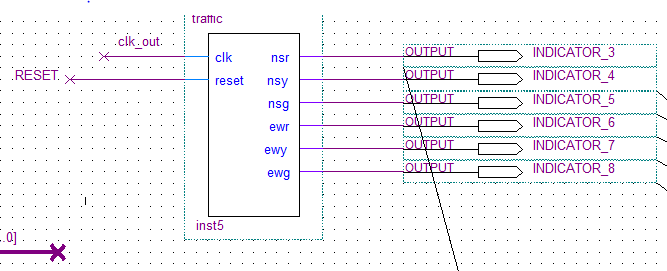 traffic
clk_out
clk nsr OUTPUT INDICATOR_3
RESET reset nsy OUTPUT INDICATOR_4
nsg OUTPUT INDICATOR_5
ewr OUTPUT INDICATOR_6
ewy OUTPUT INDICATOR_7
ewg OUTPUT INDICATOR_8
inst5
.0]